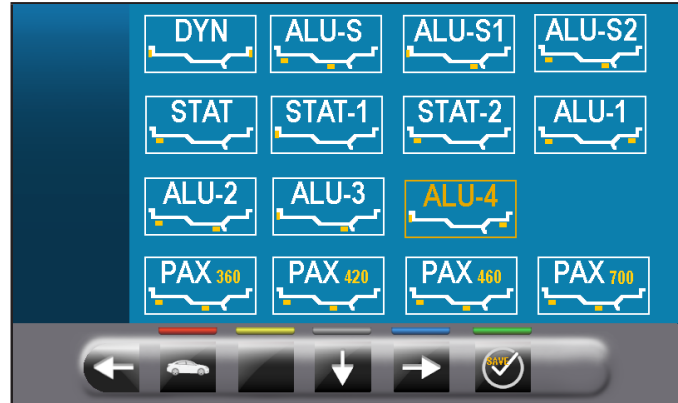 DYN ALU-S ALU-S1 ALU-S2
STAT STAT-1 STAT-2 ALU-1
ALU-2 ALU-3 ALU-4
PAX 360 PAX 420 PAX 460 PAX 700
SAVE